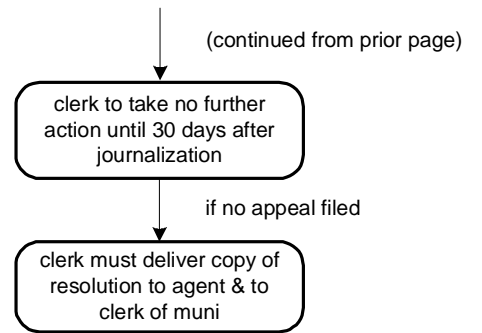 (continued from prior page)
clerk to take no further
action until 30 days after
journalization
if no appeal filed
clerk must deliver copy of
resolution to agent & to
clerk of muni